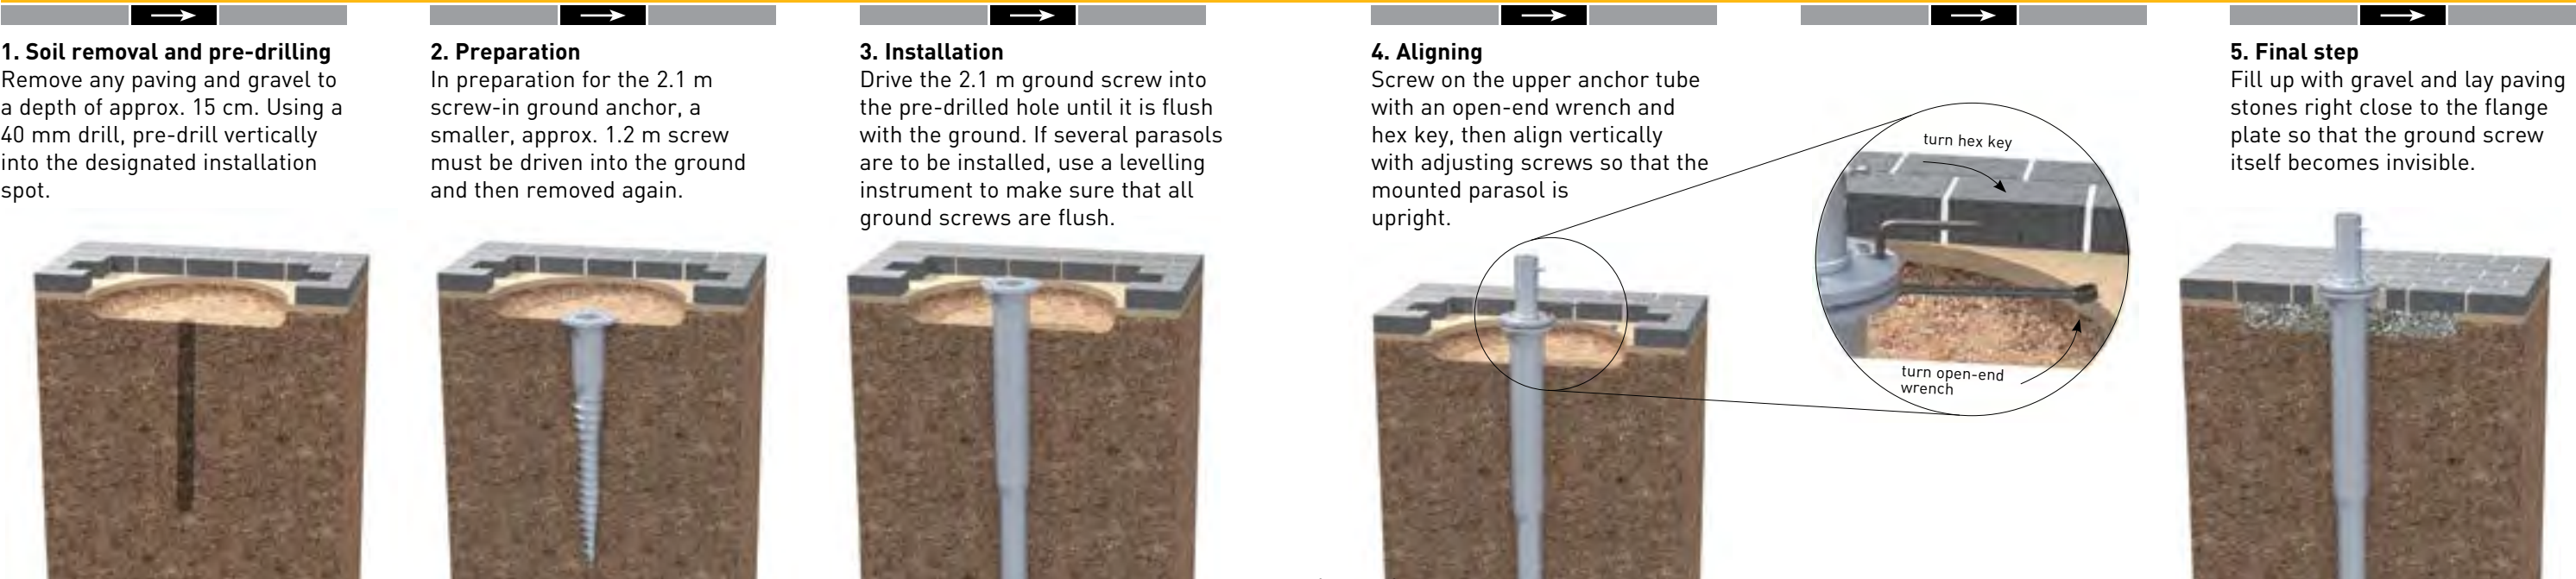 1. Soil removal and pre-drilling
Remove any paving and gravel to
a depth of approx. 15 cm. Using a
40 mm drill, pre-drill vertically
into the designated installation
spot.
2. Preparation
In preparation for the 2.1 m
screw-in ground anchor, a
smaller, approx. 1.2 m screw
must be driven into the ground
and then removed again.
3. Installation
Drive the 2.1 m ground screw into
the pre-drilled hole until it is flush
with the ground. If several parasols
are to be installed, use a levelling
instrument to make sure that all
ground screws are flush.
4. Aligning
Screw on the upper anchor tube
with an open-end wrench and
hex key, then align vertically
with adjusting screws so that the
mounted parasol is
upright.
turn hex key
turn open-end
wrench
5. Final step
Fill up with gravel and lay paving
stones right close to the flange
plate so that the ground screw
itself becomes invisible.